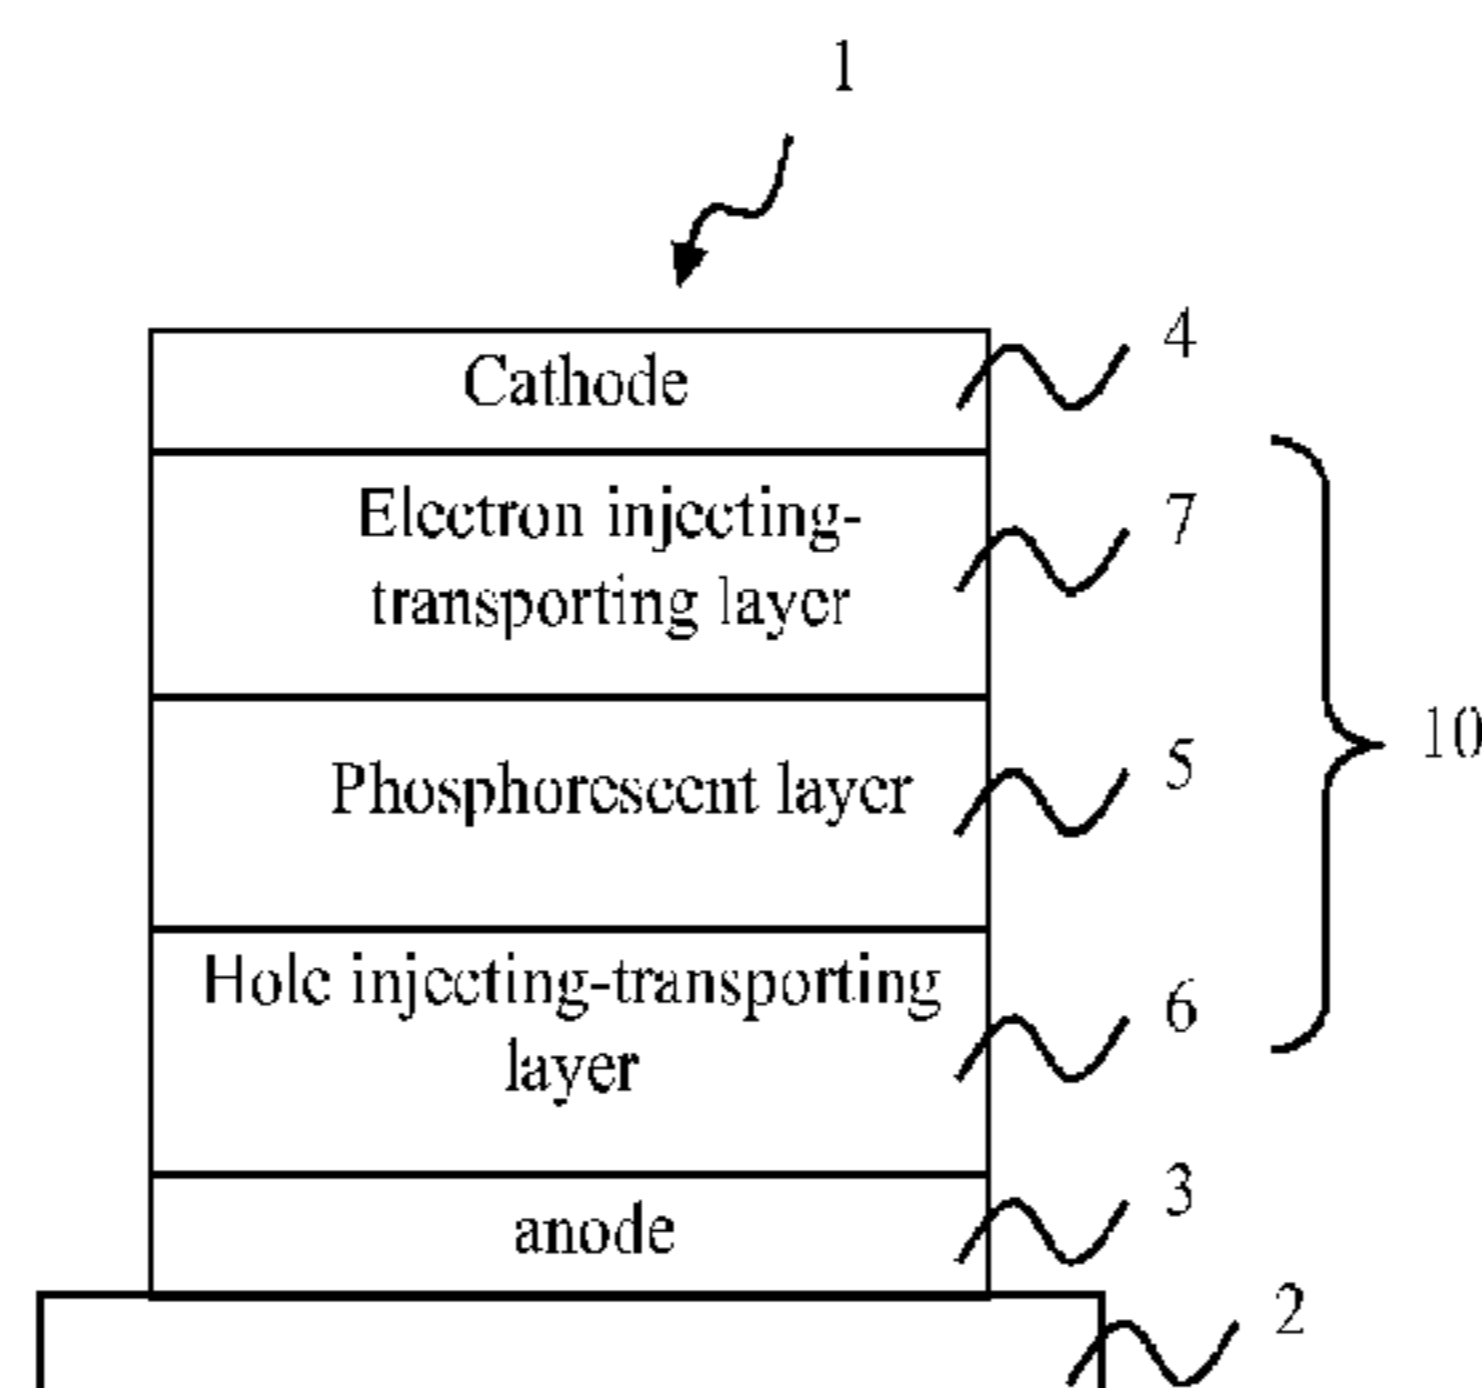 1
Cathode
4
Electron injecting-
transporting layer
7
Phosphorescent layer
5
10
Hole injecting-transporting
layer
6
anode
3
2